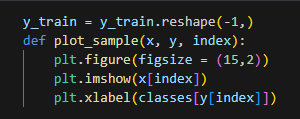 y_train = y_train.reshape(-1,)
def plot_sample(x, y, index):
    plt.figure(figsize = (15,2))
    plt.imshow(x[index])
    plt.xlabel(classes[y[index]])